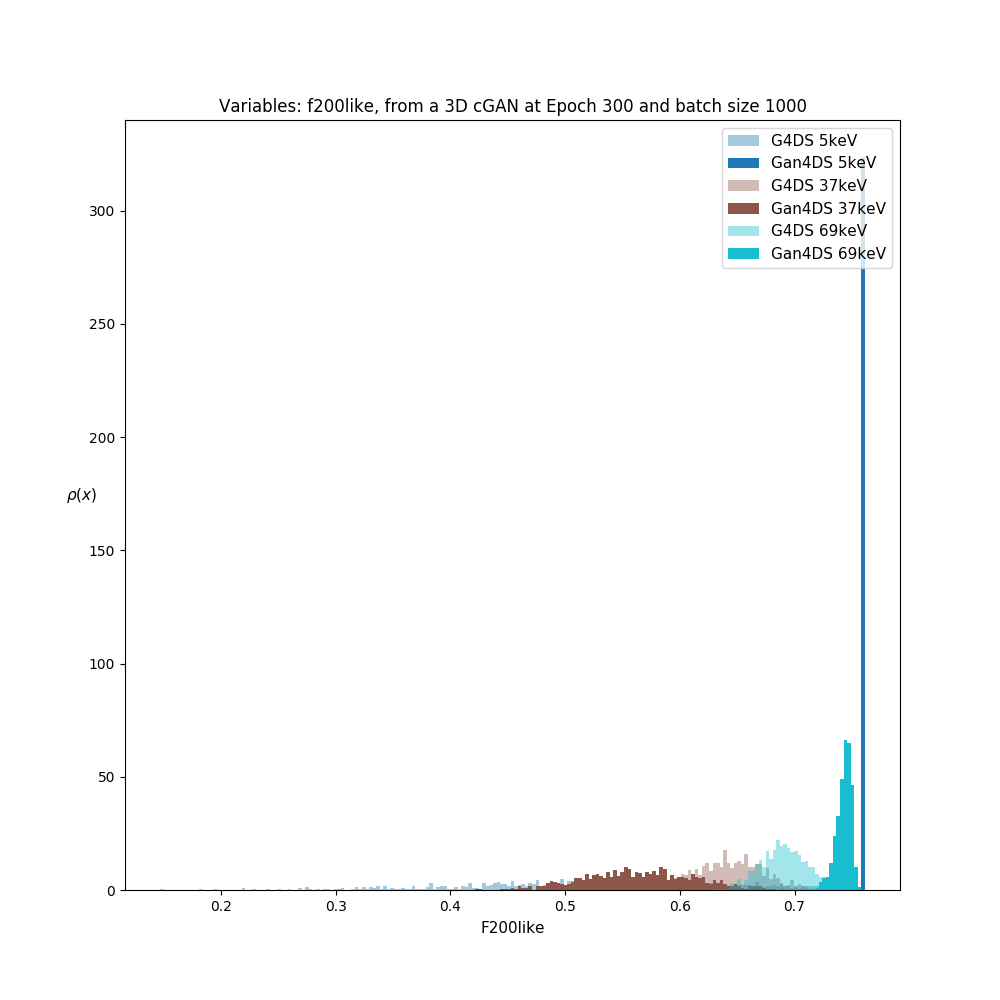 Variables: f200like, from a 3D cGAN at Epoch 300 and batch size 1000
G4DS 5keV
Gan4DS 5keV
G4DS 37keV
Gan4DS 37keV
G4DS 69keV
Gan4DS 69keV
300
250
200
ρ(x)
150
100
50
0
0.2 0.3 0.4 0.5 0.6 0.7
F200like